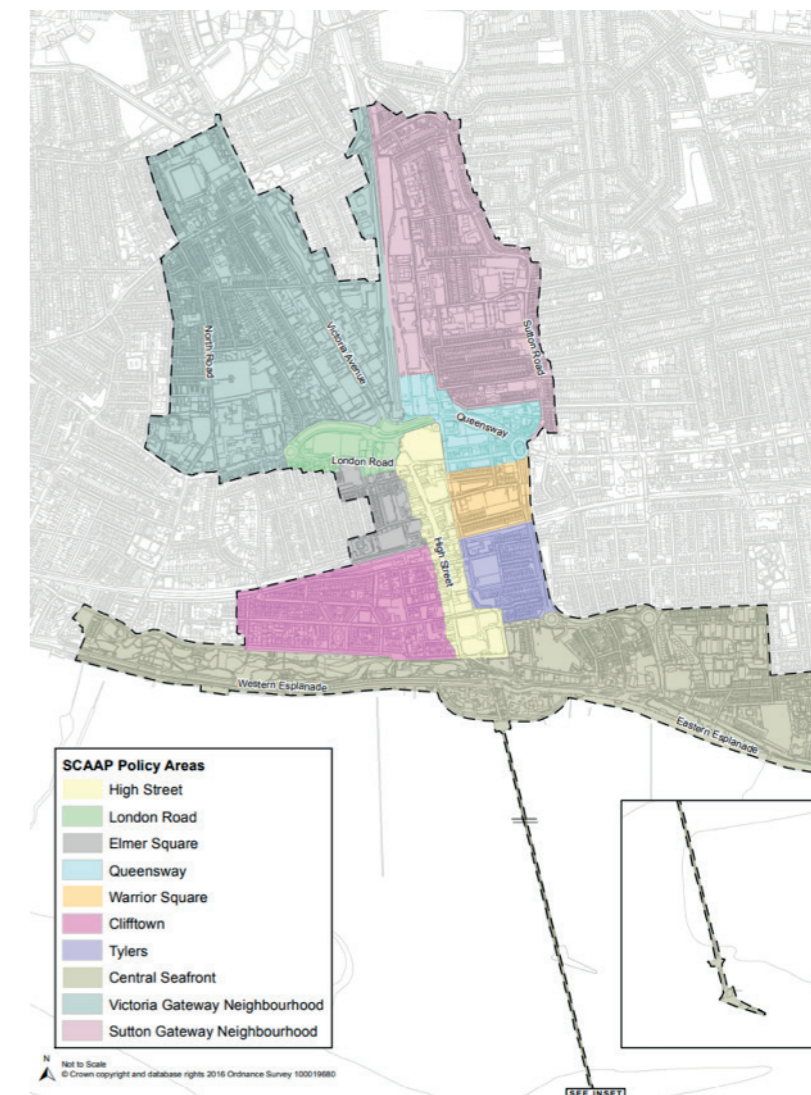 North Road
Victoria Avenue
Sutton Road
Queensway
London Road
High Street
Western Esplanade
Eastern Esplanade
SCAAP Policy Areas
High Street
London Road
Elmer Square
Queensway
Warrior Square
Clifftown
Tylers
Central Seafront
Victoria Gateway Neighbourhood
Sutton Gateway Neighbourhood
N
Not to Scale
© Crown copyright and database rights 2016 Ordnance Survey 100019680
SEE INSET